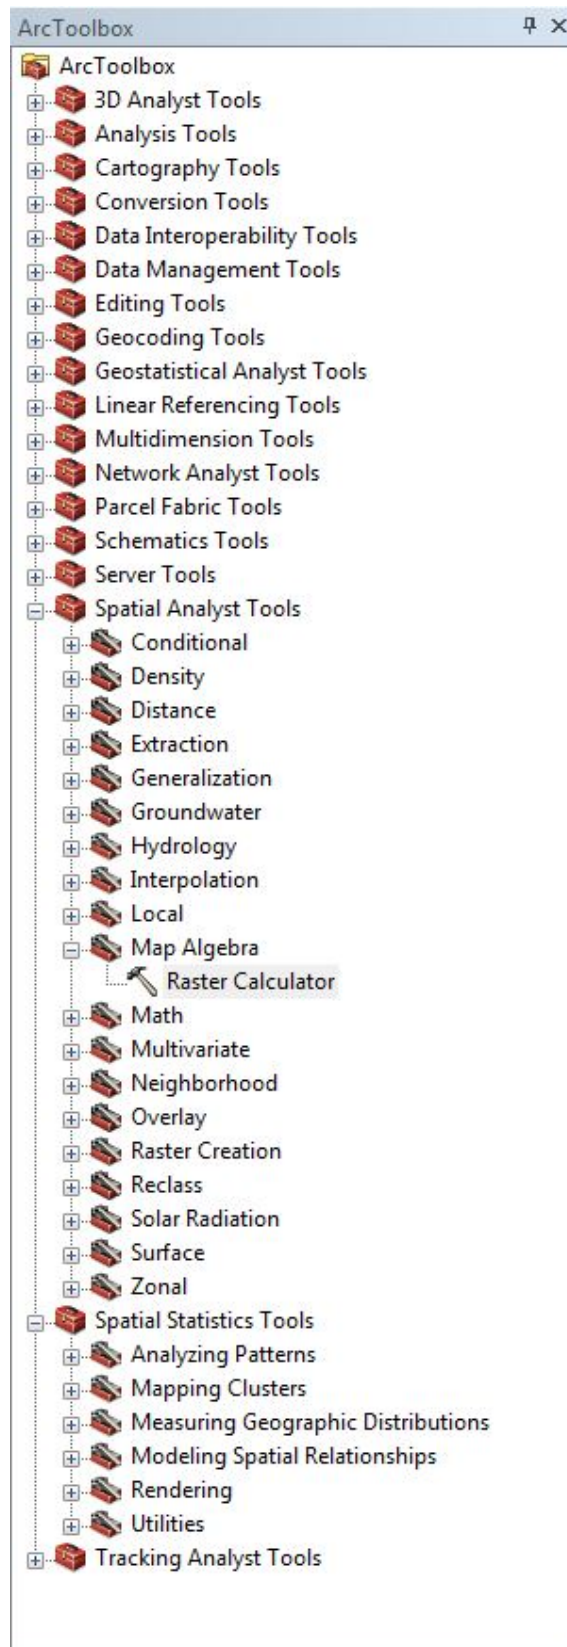 ArcToolbox
ArcToolbox
3D Analyst Tools
Analysis Tools
Cartography Tools
Conversion Tools
Data Interoperability Tools
Data Management Tools
Editing Tools
Geocoding Tools
Geostatistical Analyst Tools
Linear Referencing Tools
Multidimension Tools
Network Analyst Tools
Parcel Fabric Tools
Schematics Tools
Server Tools
Spatial Analyst Tools
Conditional
Density
Distance
Extraction
Generalization
Groundwater
Hydrology
Interpolation
Local
Map Algebra
Raster Calculator
Math
Multivariate
Neighborhood
Overlay
Raster Creation
Reclass
Solar Radiation
Surface
Zonal
Spatial Statistics Tools
Analyzing Patterns
Mapping Clusters
Measuring Geographic Distributions
Modeling Spatial Relationships
Rendering
Utilities
Tracking Analyst Tools